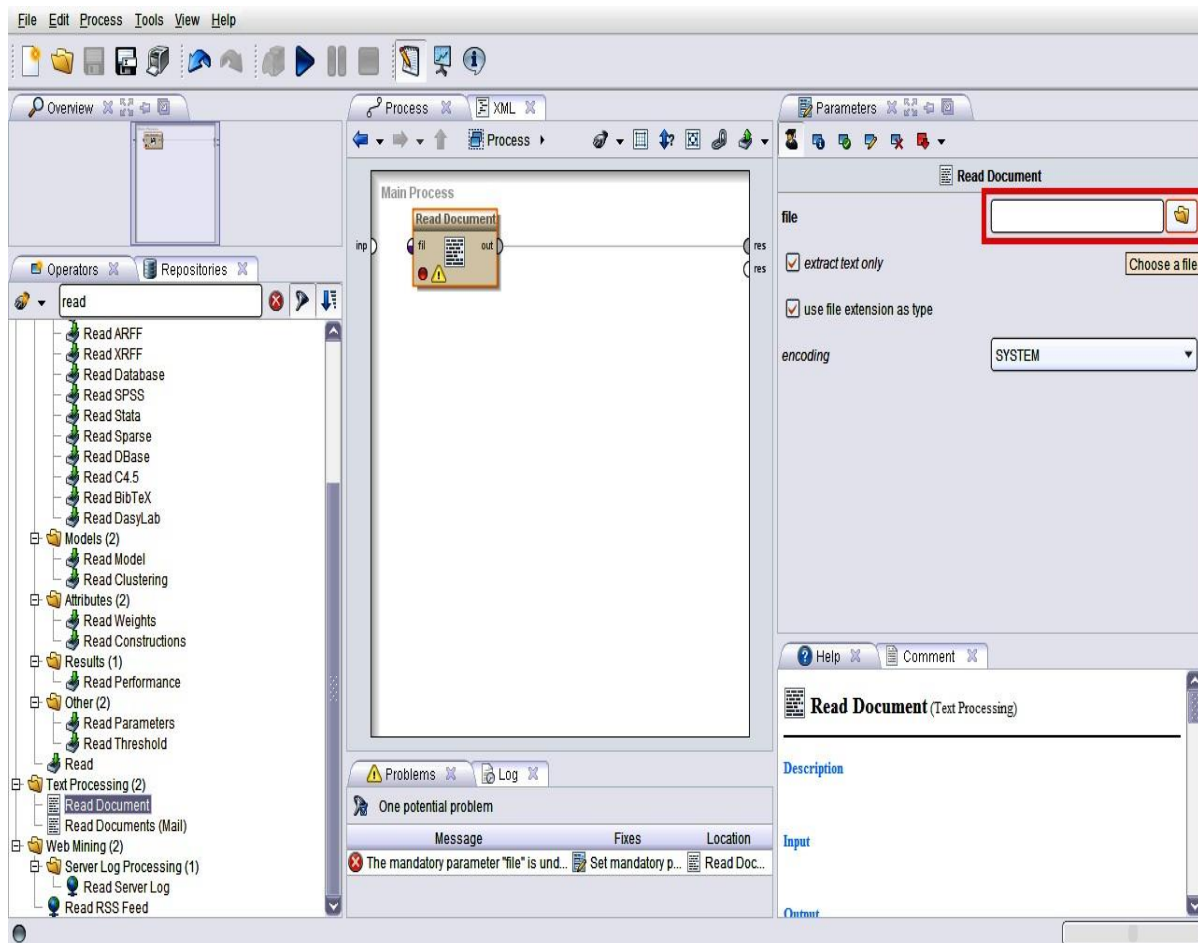 File Edit Process Tools View Help
Overview
Process
XML
Parameters
Process
Read Document
Main Process
Read Document
file
inp
fil
out
res
res
Operators
Repositories
extract text only
Choose a file
read
use file extension as type
Read ARFF
Read XRFF
encoding
SYSTEM
Read Database
Read SPSS
Read Stata
Read Sparse
Read DBase
Read C4.5
Read BibTeX
Read DasyLab
Models (2)
Read Model
Read Clustering
Attributes (2)
Read Weights
Read Constructions
Results (1)
Read Performance
Other (2)
Read Parameters
Read Threshold
Read
Text Processing (2)
Read Document
Read Documents (Mail)
Web Mining (2)
Server Log Processing (1)
Read Server Log
Read RSS Feed
Problems
Log
One potential problem
Message Fixes Location
The mandatory parameter "file" is und... Set mandatory p... Read Doc...
Help
Comment
Read Document (Text Processing)
Description
Input
Output